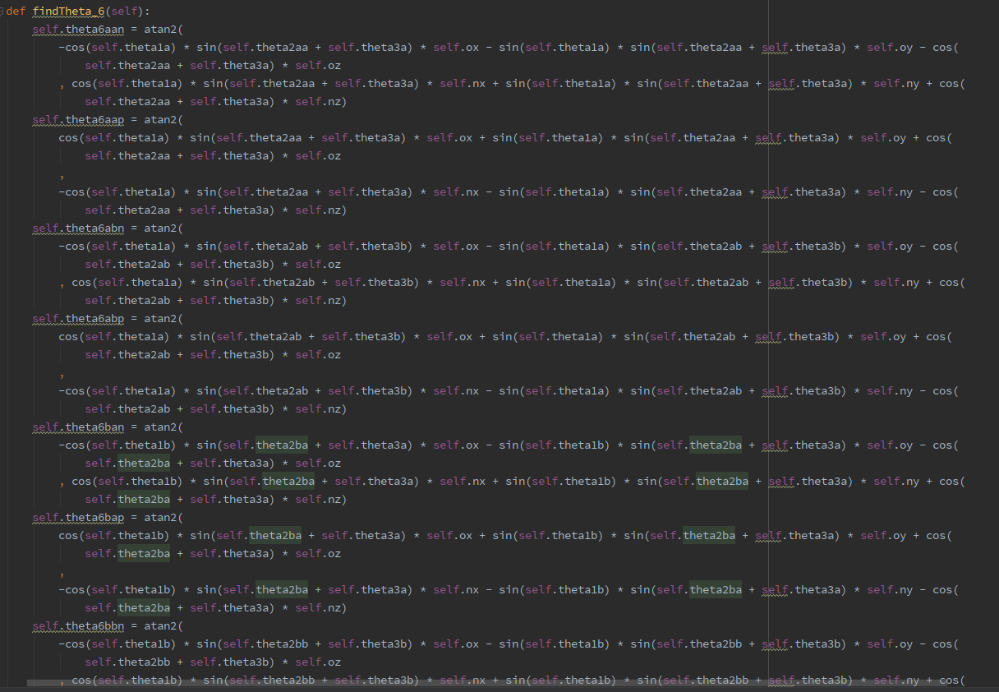 def findTheta_6(self):
    self.theta6aan = atan2(
        -cos(self.theta1a) * sin(self.theta2aa + self.theta3a) * self.ox - sin(self.theta1a) * sin(self.theta2aa + self.theta3a) * self.oy - cos(
            self.theta2aa + self.theta3a) * self.oz
        , cos(self.theta1a) * sin(self.theta2aa + self.theta3a) * self.nx + sin(self.theta1a) * sin(self.theta2aa + self.theta3a) * self.ny + cos(
            self.theta2aa + self.theta3a) * self.nz)
    self.theta6aap = atan2(
        cos(self.theta1a) * sin(self.theta2aa + self.theta3a) * self.ox + sin(self.theta1a) * sin(self.theta2aa + self.theta3a) * self.oy + cos(
            self.theta2aa + self.theta3a) * self.oz
        ,
        -cos(self.theta1a) * sin(self.theta2aa + self.theta3a) * self.nx - sin(self.theta1a) * sin(self.theta2aa + self.theta3a) * self.ny - cos(
            self.theta2aa + self.theta3a) * self.nz)
    self.theta6abn = atan2(
        -cos(self.theta1a) * sin(self.theta2ab + self.theta3b) * self.ox - sin(self.theta1a) * sin(self.theta2ab + self.theta3b) * self.oy - cos(
            self.theta2ab + self.theta3b) * self.oz
        , cos(self.theta1a) * sin(self.theta2ab + self.theta3b) * self.nx + sin(self.theta1a) * sin(self.theta2ab + self.theta3b) * self.ny + cos(
            self.theta2ab + self.theta3b) * self.nz)
    self.theta6abp = atan2(
        cos(self.theta1a) * sin(self.theta2ab + self.theta3b) * self.ox + sin(self.theta1a) * sin(self.theta2ab + self.theta3b) * self.oy + cos(
            self.theta2ab + self.theta3b) * self.oz
        ,
        -cos(self.theta1a) * sin(self.theta2ab + self.theta3b) * self.nx - sin(self.theta1a) * sin(self.theta2ab + self.theta3b) * self.ny - cos(
            self.theta2ab + self.theta3b) * self.nz)
    self.theta6ban = atan2(
        -cos(self.theta1b) * sin(self.theta2ba + self.theta3a) * self.ox - sin(self.theta1b) * sin(self.theta2ba + self.theta3a) * self.oy - cos(
            self.theta2ba + self.theta3a) * self.oz
        , cos(self.theta1b) * sin(self.theta2ba + self.theta3a) * self.nx + sin(self.theta1b) * sin(self.theta2ba + self.theta3a) * self.ny + cos(
            self.theta2ba + self.theta3a) * self.nz)
    self.theta6bap = atan2(
        cos(self.theta1b) * sin(self.theta2ba + self.theta3a) * self.ox + sin(self.theta1b) * sin(self.theta2ba + self.theta3a) * self.oy + cos(
            self.theta2ba + self.theta3a) * self.oz
        ,
        -cos(self.theta1b) * sin(self.theta2ba + self.theta3a) * self.nx - sin(self.theta1b) * sin(self.theta2ba + self.theta3a) * self.ny - cos(
            self.theta2ba + self.theta3a) * self.nz)
    self.theta6bbn = atan2(
        -cos(self.theta1b) * sin(self.theta2bb + self.theta3b) * self.ox - sin(self.theta1b) * sin(self.theta2bb + self.theta3b) * self.oy - cos(
            self.theta2bb + self.theta3b) * self.oz
        , cos(self.theta1b) * sin(self.theta2bb + self.theta3b) * self.nx + sin(self.theta1b) * sin(self.theta2bb + self.theta3b) * self.ny + cos(